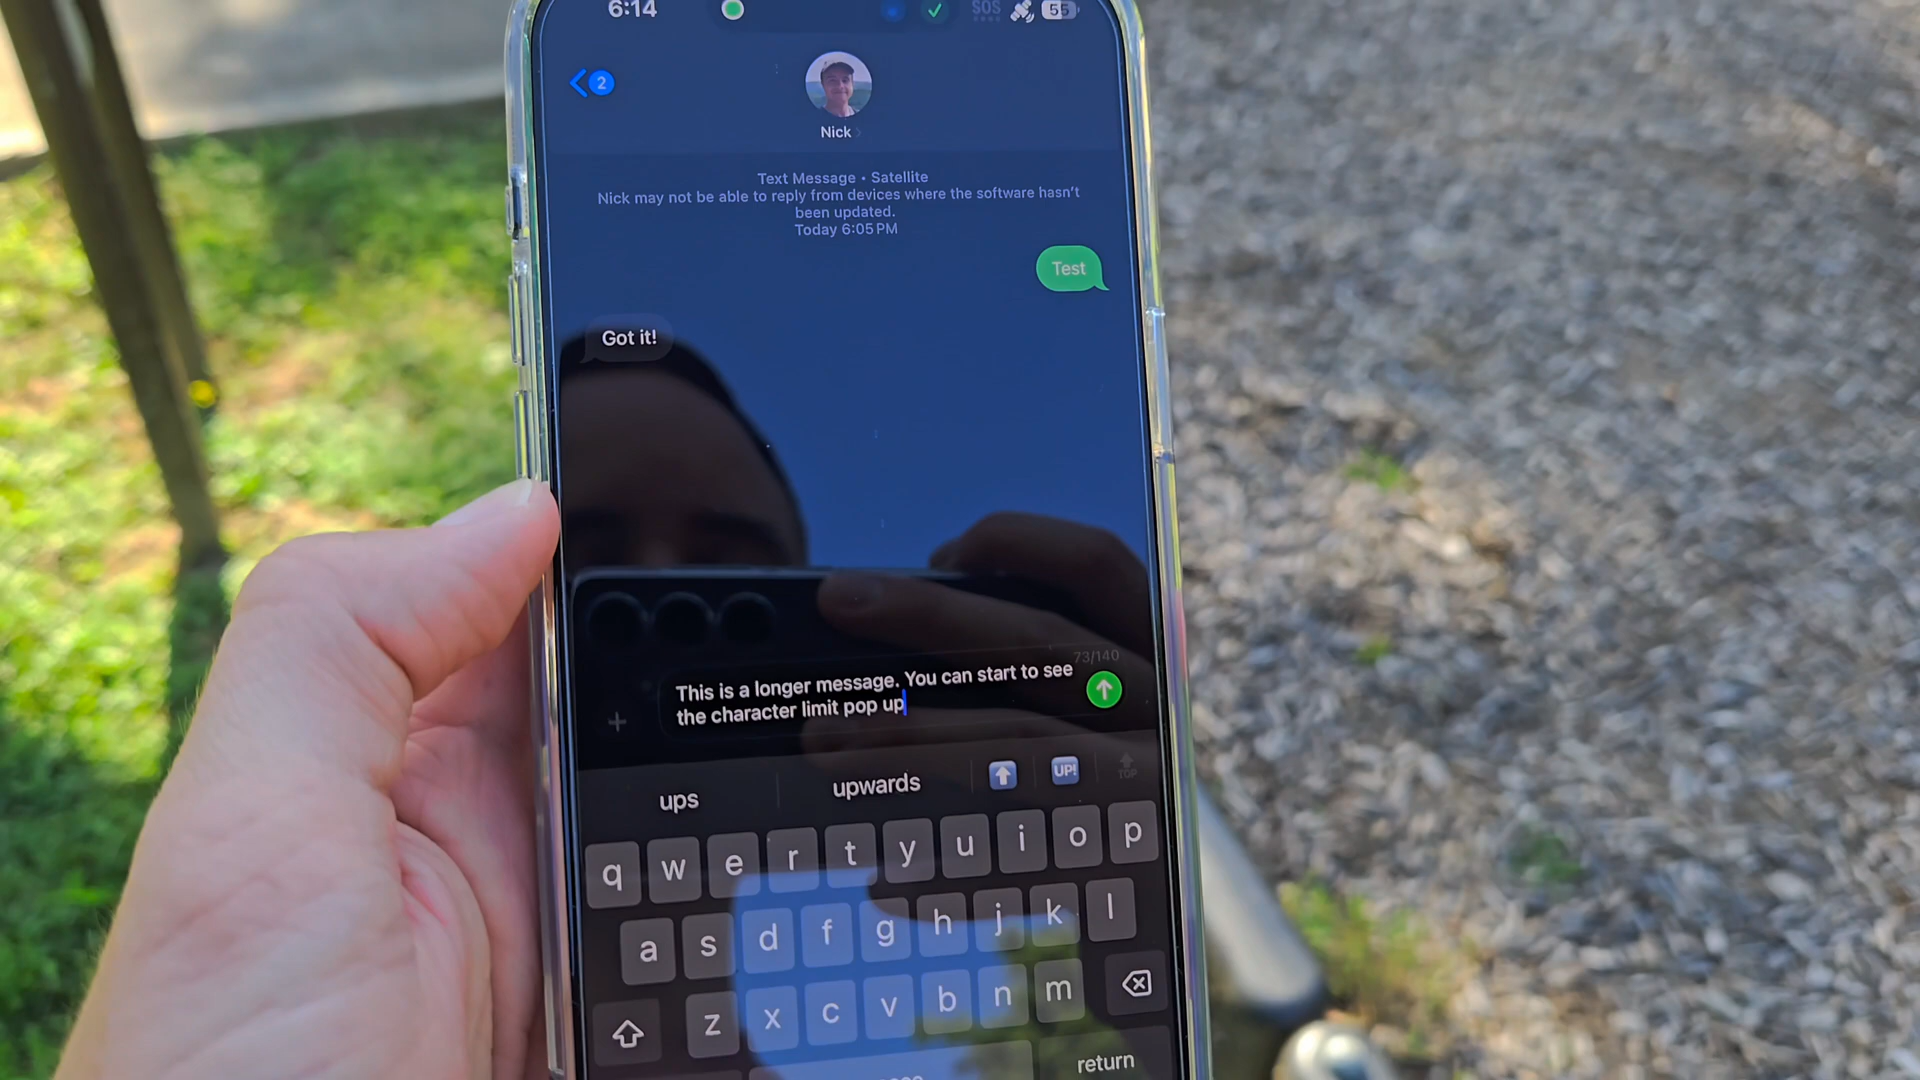 6:14
SOS
55
2
Nick
Text Message • Satellite
Nick may not be able to reply from devices where the software hasn't
been updated.
Today 6:05 PM
Test
Got it!
73/140
This is a longer message. You can start to see
the character limit pop up
ups
upwards
UP!
TOP
q w e r t y u i o p
a s d f g h j k l
z x c v b n m
return